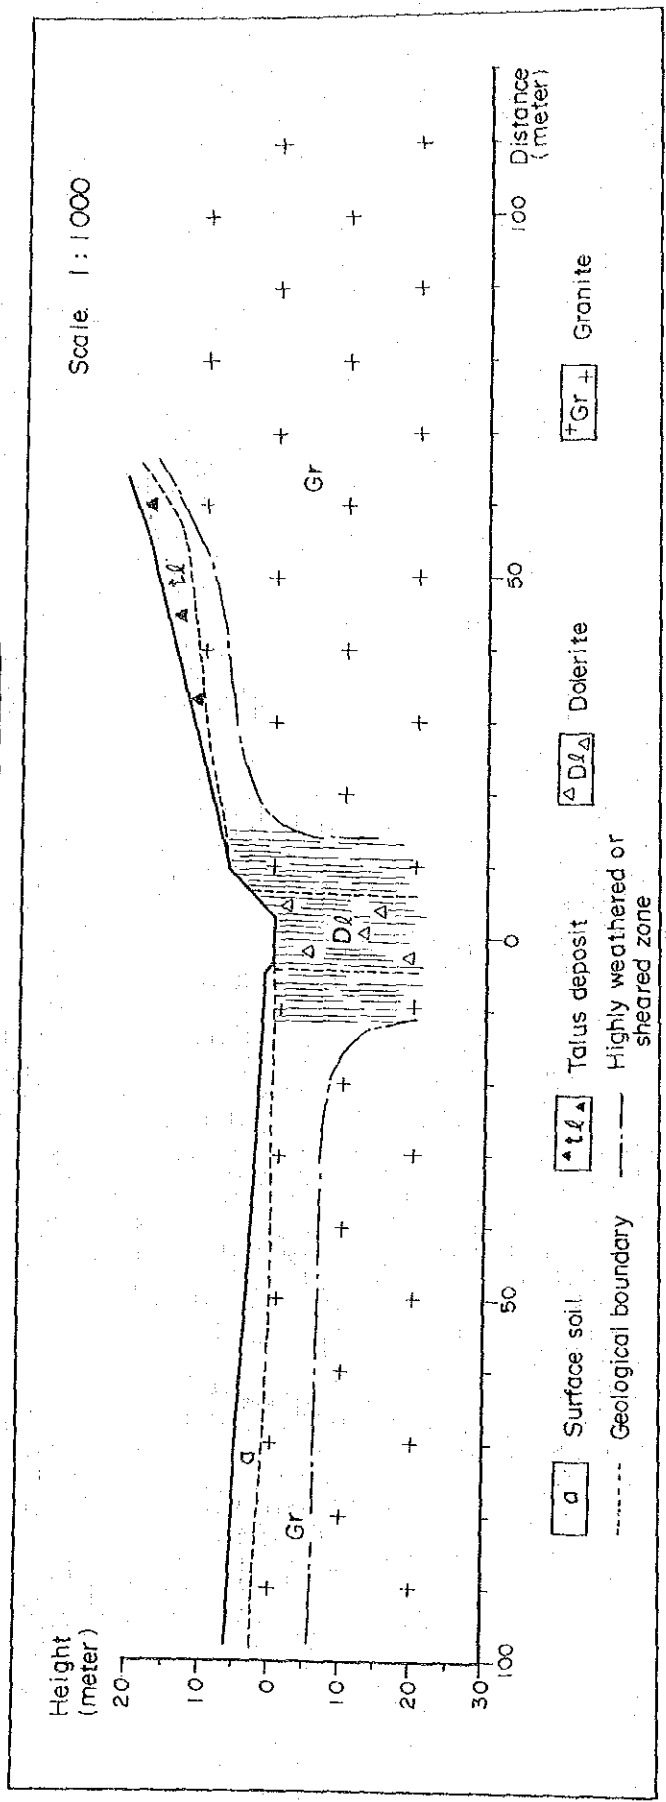 Scale. 1:1000
Height
(meter)
20
10
0
10
20
30
a
tl
Gr
Dl
Gr
100
50
0
50
100
Distance
(meter)
a Surface soil
tl Talus deposit
Dl Dolerite
Gr Granite
Geological boundary
Highly weathered or
sheared zone